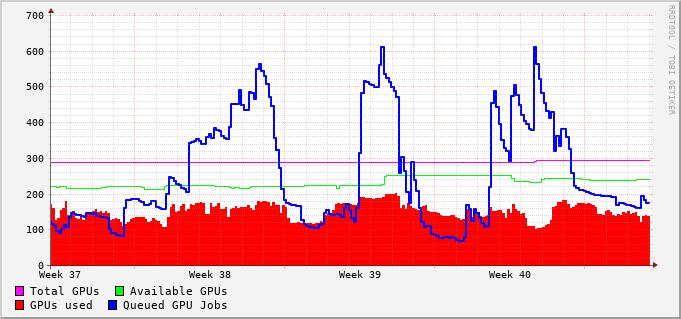 700
600
500
400
300
200
100
0
Week 37 Week 38 Week 39 Week 40
Total GPUs Available GPUs
GPUs used Queued GPU Jobs
RRDTOOL / TOBI OETIKER